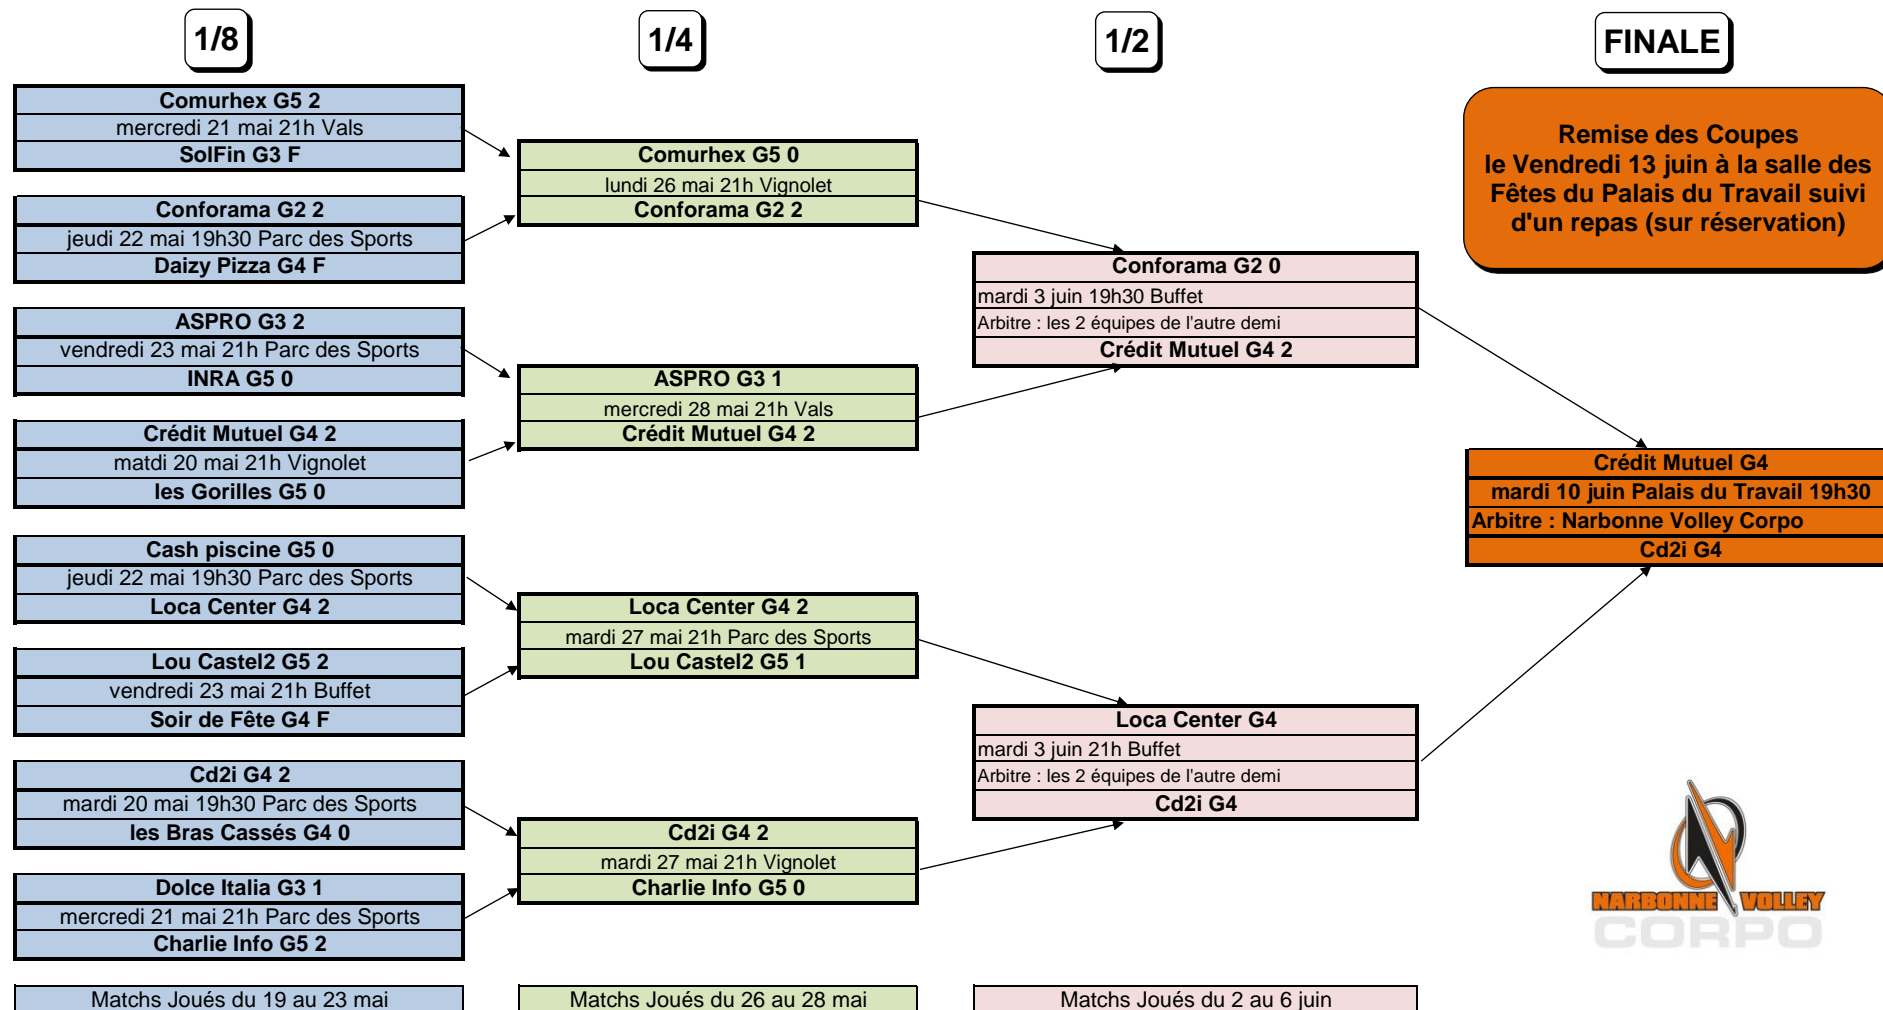 1/8
1/4
1/2
FINALE
Comurhex G5 2
mercredi 21 mai 21h Vals
SolFin G3 F
Conforama G2 2
jeudi 22 mai 19h30 Parc des Sports
Daizy Pizza G4 F
ASPRO G3 2
vendredi 23 mai 21h Parc des Sports
INRA G5 0
Crédit Mutuel G4 2
matdi 20 mai 21h Vignolet
les Gorilles G5 0
Cash piscine G5 0
jeudi 22 mai 19h30 Parc des Sports
Loca Center G4 2
Lou Castel2 G5 2
vendredi 23 mai 21h Buffet
Soir de Fête G4 F
Cd2i G4 2
mardi 20 mai 19h30 Parc des Sports
les Bras Cassés G4 0
Dolce Italia G3 1
mercredi 21 mai 21h Parc des Sports
Charlie Info G5 2
Matchs Joués du 19 au 23 mai
Comurhex G5 0
lundi 26 mai 21h Vignolet
Conforama G2 2
ASPRO G3 1
mercredi 28 mai 21h Vals
Crédit Mutuel G4 2
Loca Center G4 2
mardi 27 mai 21h Parc des Sports
Lou Castel2 G5 1
Cd2i G4 2
mardi 27 mai 21h Vignolet
Charlie Info G5 0
Matchs Joués du 26 au 28 mai
Conforama G2 0
mardi 3 juin 19h30 Buffet
Arbitre : les 2 équipes de l'autre demi
Crédit Mutuel G4 2
Loca Center G4
mardi 3 juin 21h Buffet
Arbitre : les 2 équipes de l'autre demi
Cd2i G4
Matchs Joués du 2 au 6 juin
Remise des Coupes
le Vendredi 13 juin à la salle des
Fêtes du Palais du Travail suivi
d'un repas (sur réservation)
Crédit Mutuel G4
mardi 10 juin Palais du Travail 19h30
Arbitre : Narbonne Volley Corpo
Cd2i G4
NARBONNE VOLLEY
CORPO